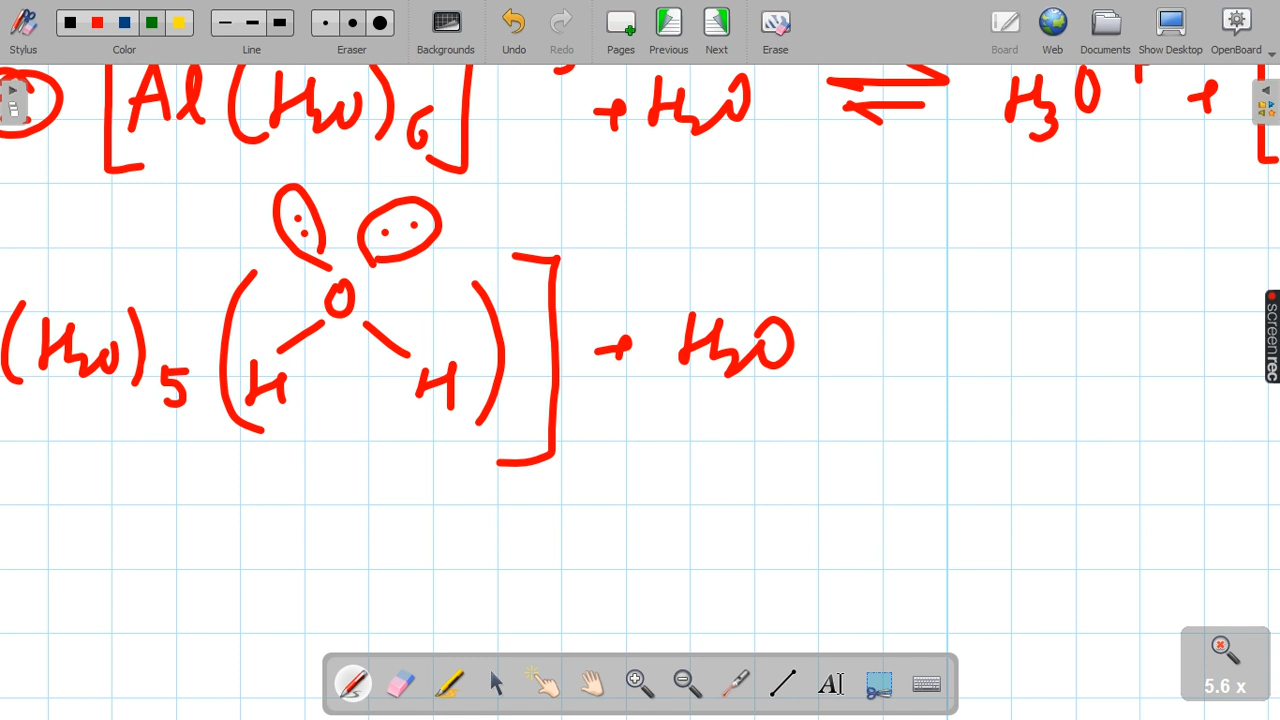 Stylus Color Line Eraser Backgrounds Undo Redo Pages Previous Next Erase Board Web Documents Show Desktop OpenBoard
[Al(H2O)6] + H2O ⇌ H3O+ + [
(H2O)5 (H O H)] + H2O
screenrec
5.6 x